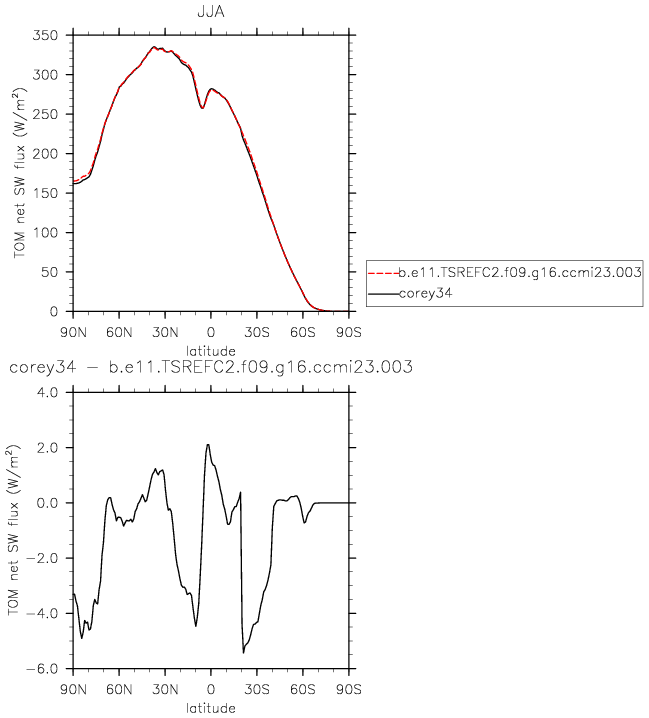 JJA
TOM net SW flux (W/m²)
350
300
250
200
150
100
50
0
90N 60N 30N 0 30S 60S 90S
latitude
b.e11.TSREFC2.f09.g16.ccmi23.003
corey34
corey34 − b.e11.TSREFC2.f09.g16.ccmi23.003
TOM net SW flux (W/m²)
4.0
2.0
0.0
−2.0
−4.0
−6.0
90N 60N 30N 0 30S 60S 90S
latitude